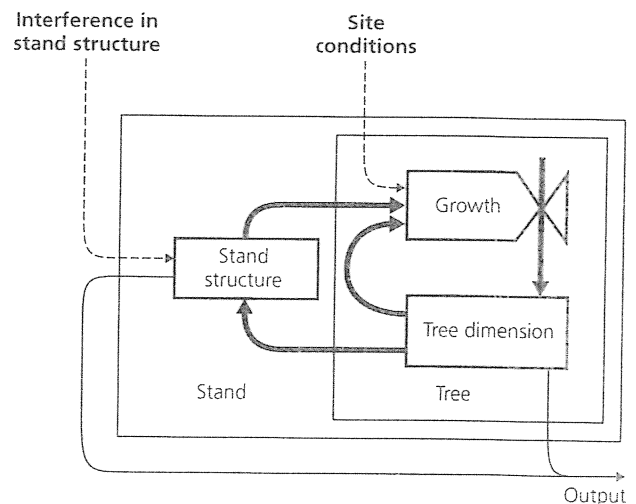 Interference in
stand structure
Site
conditions
Growth
Stand
structure
Tree dimension
Stand
Tree
Output